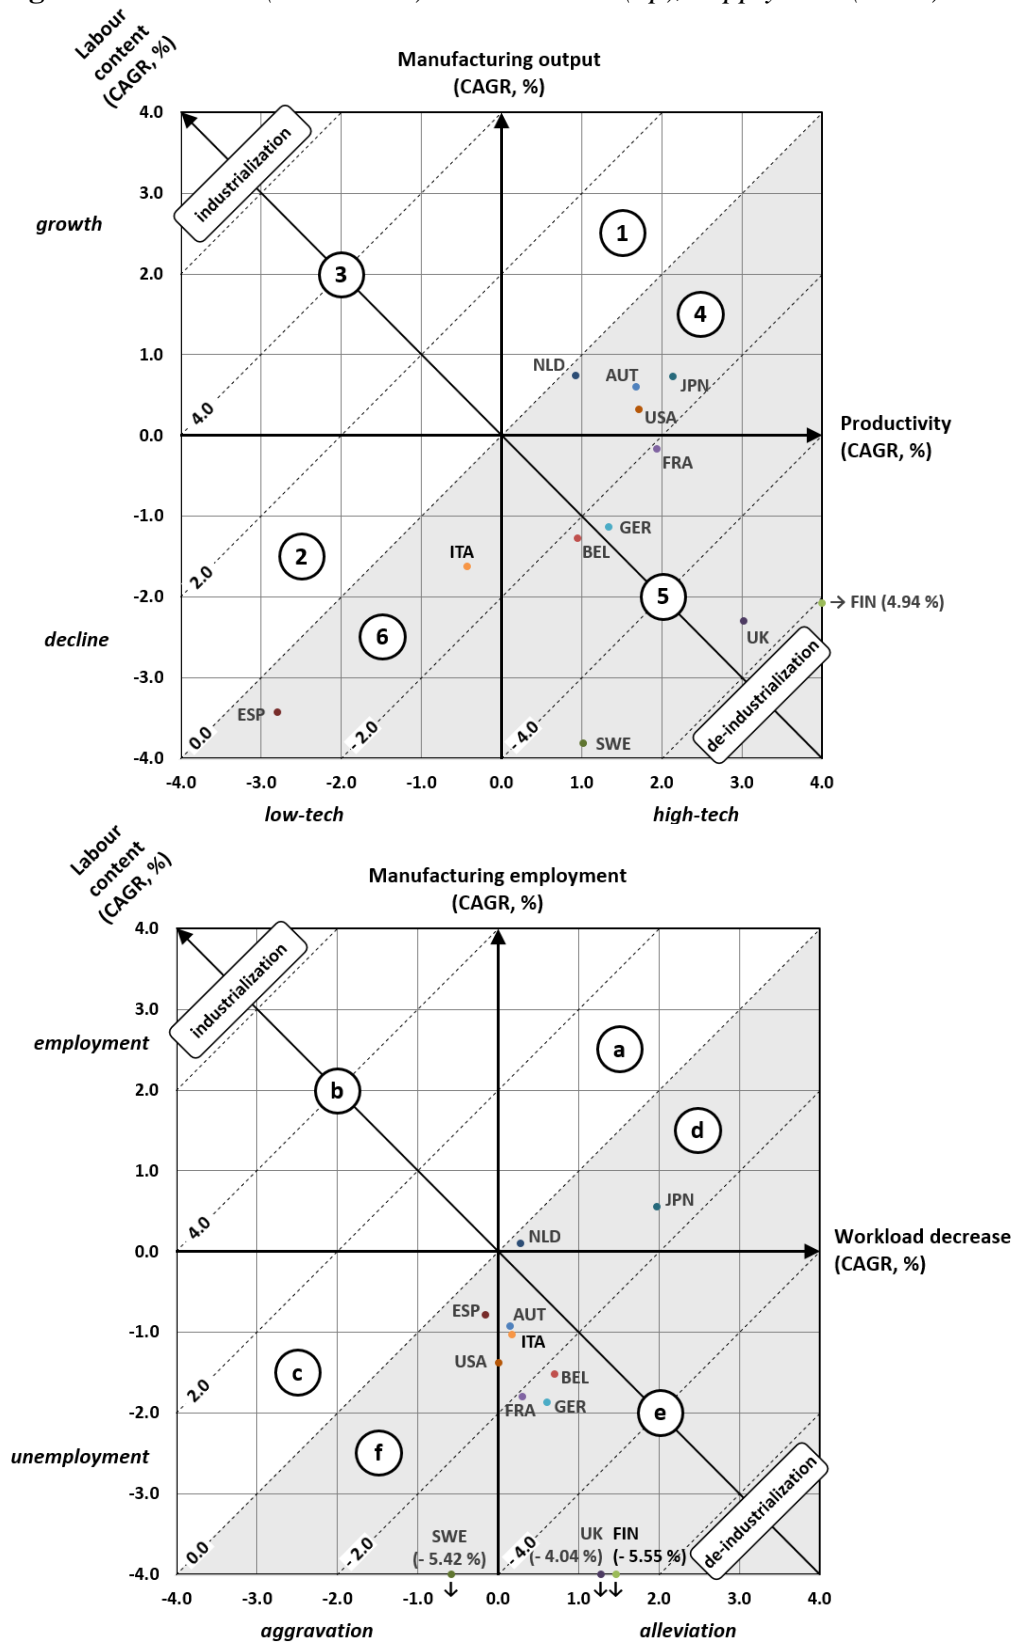 Labour
content
(CAGR, %)
Manufacturing output
(CAGR, %)
4.0
industrialization
3.0
1
growth
3
2.0
4
1.0
NLD
AUT
JPN
4.0
USA
0.0
Productivity
(CAGR, %)
FRA
-1.0
GER
ITA
BEL
2
2.0
-2.0
5
FIN (4.94 %)
6
UK
decline
de-industrialization
-3.0
ESP
0.0
- 2.0
- 4.0
SWE
-4.0
-4.0 -3.0 -2.0 -1.0 0.0 1.0 2.0 3.0 4.0
low-tech high-tech
Labour
content
(CAGR, %)
Manufacturing employment
(CAGR, %)
4.0
industrialization
3.0
employment
a
b
2.0
d
1.0
JPN
4.0
NLD
0.0
Workload decrease
(CAGR, %)
ESP
AUT
-1.0
ITA
USA
c
BEL
2.0
FRA
GER
-2.0
e
unemployment
f
-3.0
de-industrialization
SWE
(- 5.42 %)
UK
(- 4.04 %)
FIN
(- 5.55 %)
0.0
- 2.0
- 4.0
-4.0
-4.0 -3.0 -2.0 -1.0 0.0 1.0 2.0 3.0 4.0
aggravation alleviation